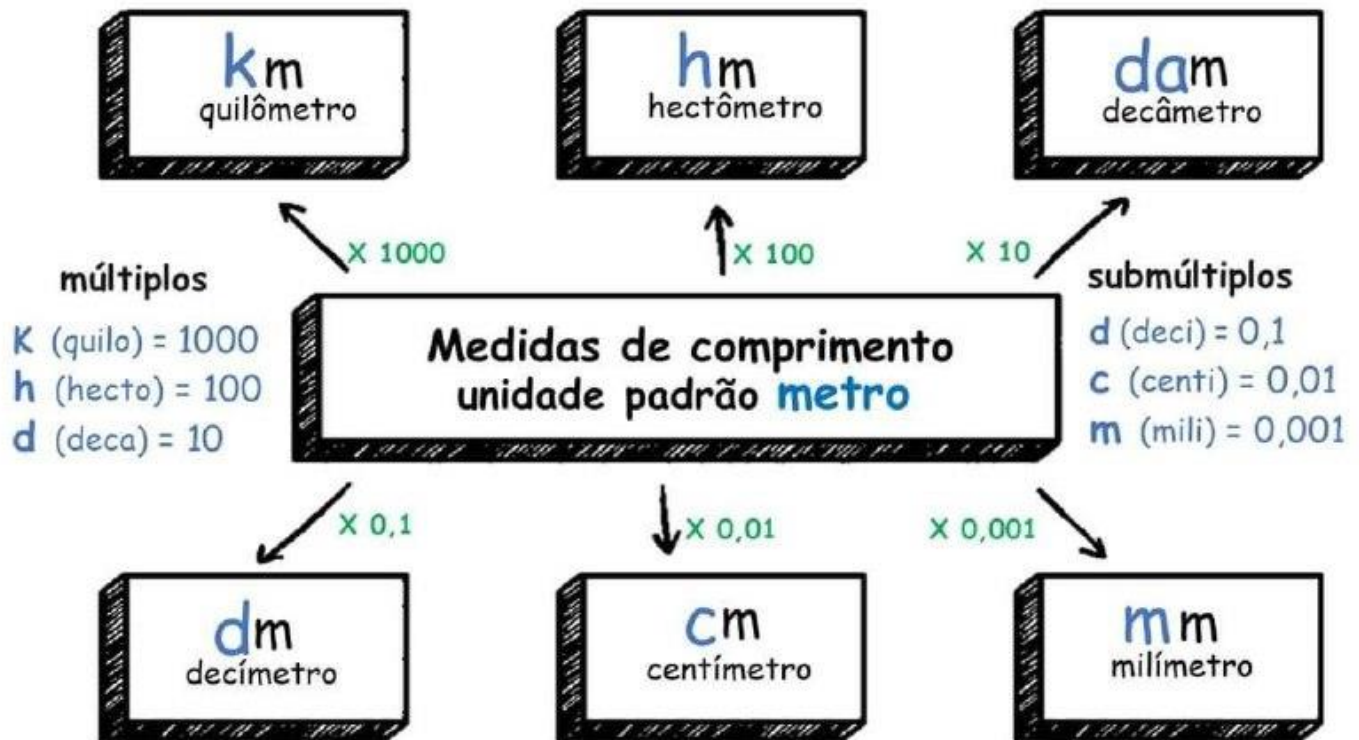 km
quilômetro
hm
hectômetro
dam
decâmetro
X 1000
X 100
X 10
múltiplos
K (quilo) = 1000
h (hecto) = 100
d (deca) = 10
Medidas de comprimento
unidade padrão metro
submúltiplos
d (deci) = 0,1
c (centi) = 0,01
m (mili) = 0,001
X 0,1
X 0,01
X 0,001
dm
decímetro
cm
centímetro
mm
milímetro